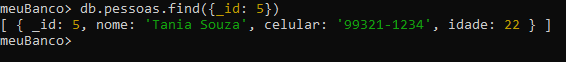 meuBanco> db.pessoas.find({_id: 5})
[ { _id: 5, nome: 'Tania Souza', celular: '99321-1234', idade: 22 } ]
meuBanco>